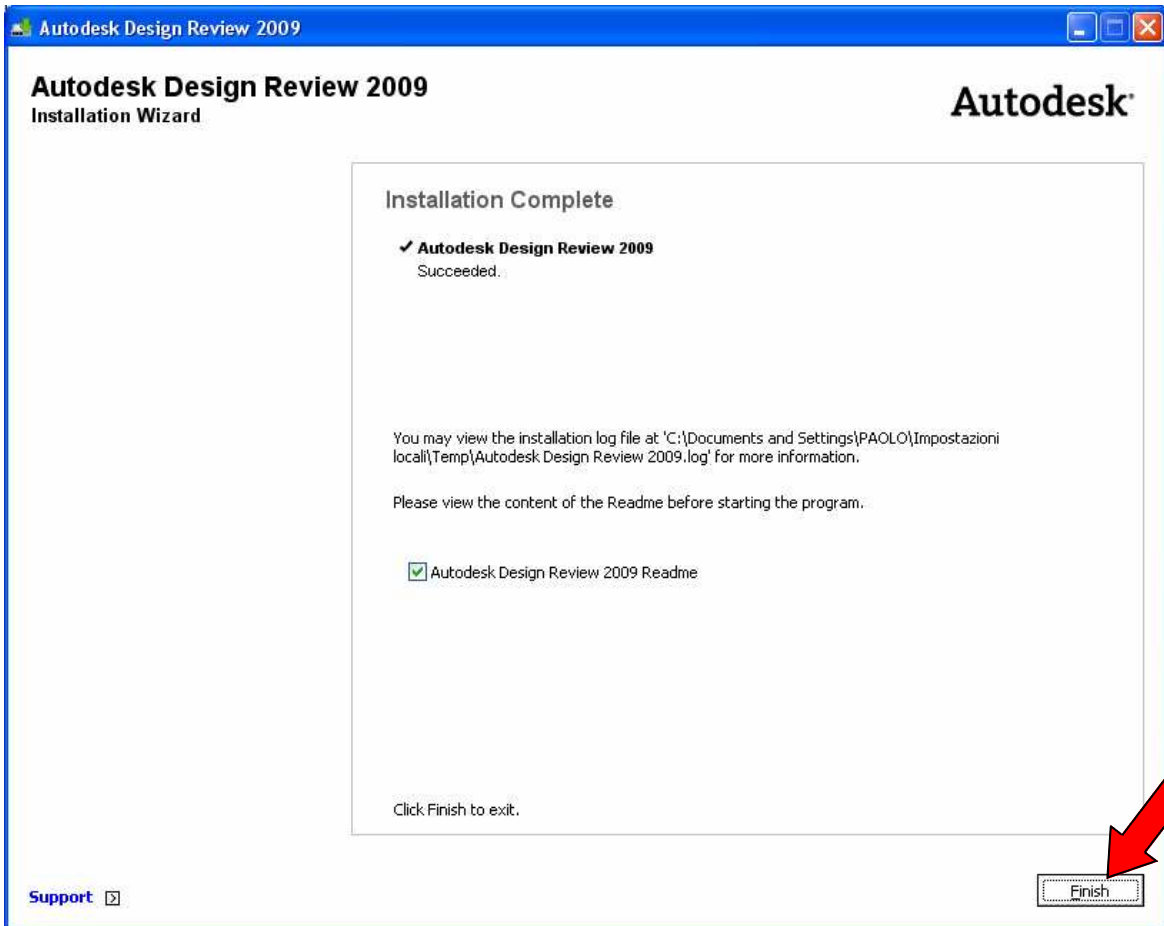 Autodesk Design Review 2009
Autodesk Design Review 2009
Installation Wizard
Autodesk
Installation Complete
Autodesk Design Review 2009
Succeeded.
You may view the installation log file at 'C:\Documents and Settings\PAOLO\Impostazioni
locali\Temp\Autodesk Design Review 2009.log' for more information.
Please view the content of the Readme before starting the program.
Autodesk Design Review 2009 Readme
Click Finish to exit.
Support
Finish